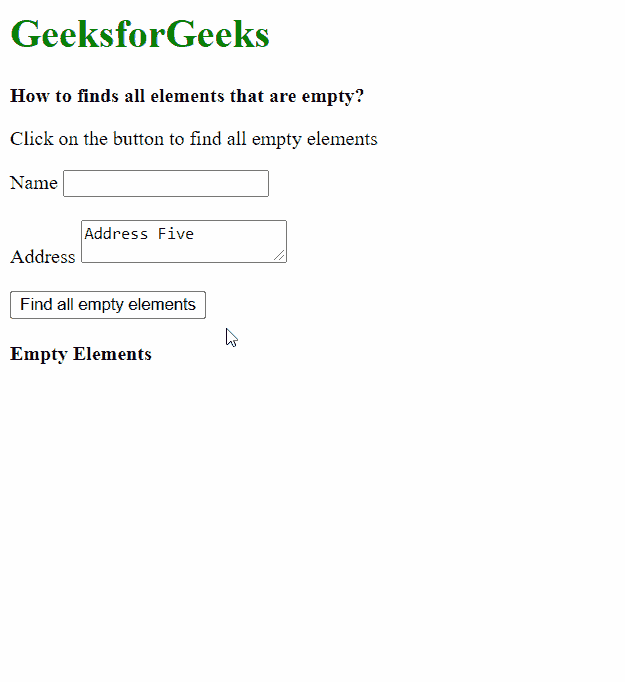 GeeksforGeeks
How to finds all elements that are empty?
Click on the button to find all empty elements
Name
Address Address Five
Find all empty elements
Empty Elements